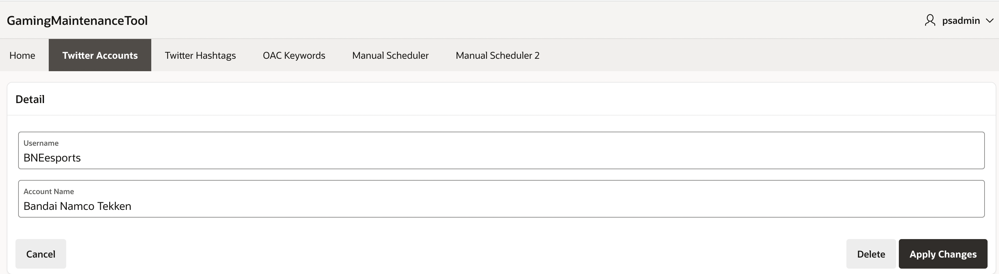 GamingMaintenanceTool
psadmin
Home
Twitter Accounts
Twitter Hashtags
OAC Keywords
Manual Scheduler
Manual Scheduler 2
Detail
Username
BNEesports
Account Name
Bandai Namco Tekken
Cancel
Delete
Apply Changes